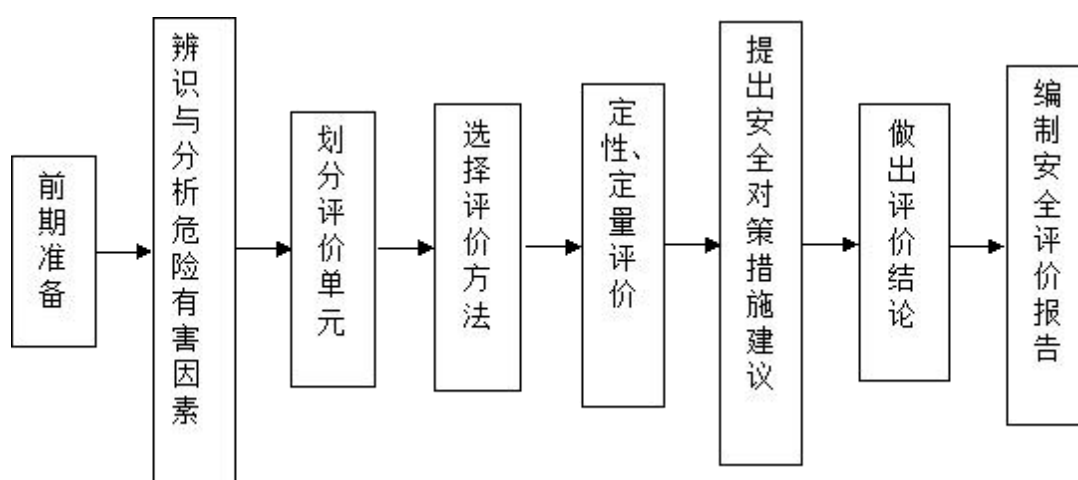 前期准备
辨识与分析危险有害因素
划分评价单元
选择评价方法
定性、定量评价
提出安全对策措施建议
做出评价结论
编制安全评价报告